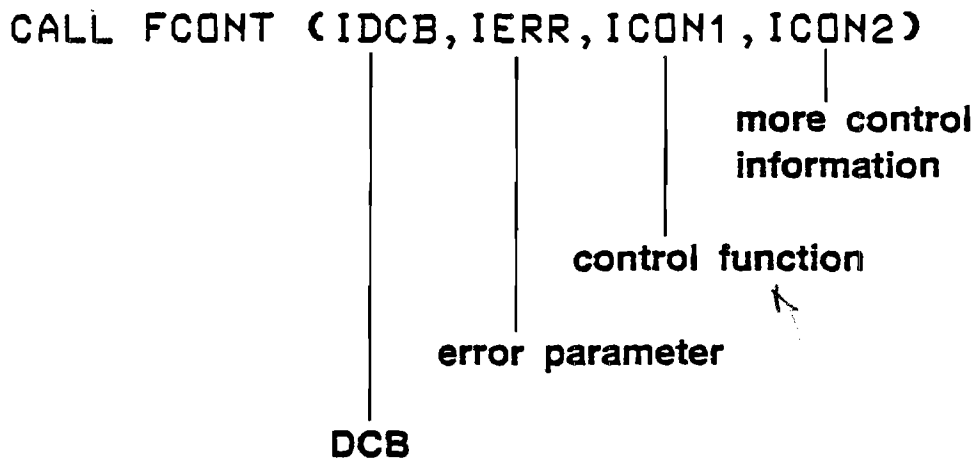 CALL FCONT (IDCB,IERR,ICON1,ICON2)
more control
information
control function
error parameter
DCB